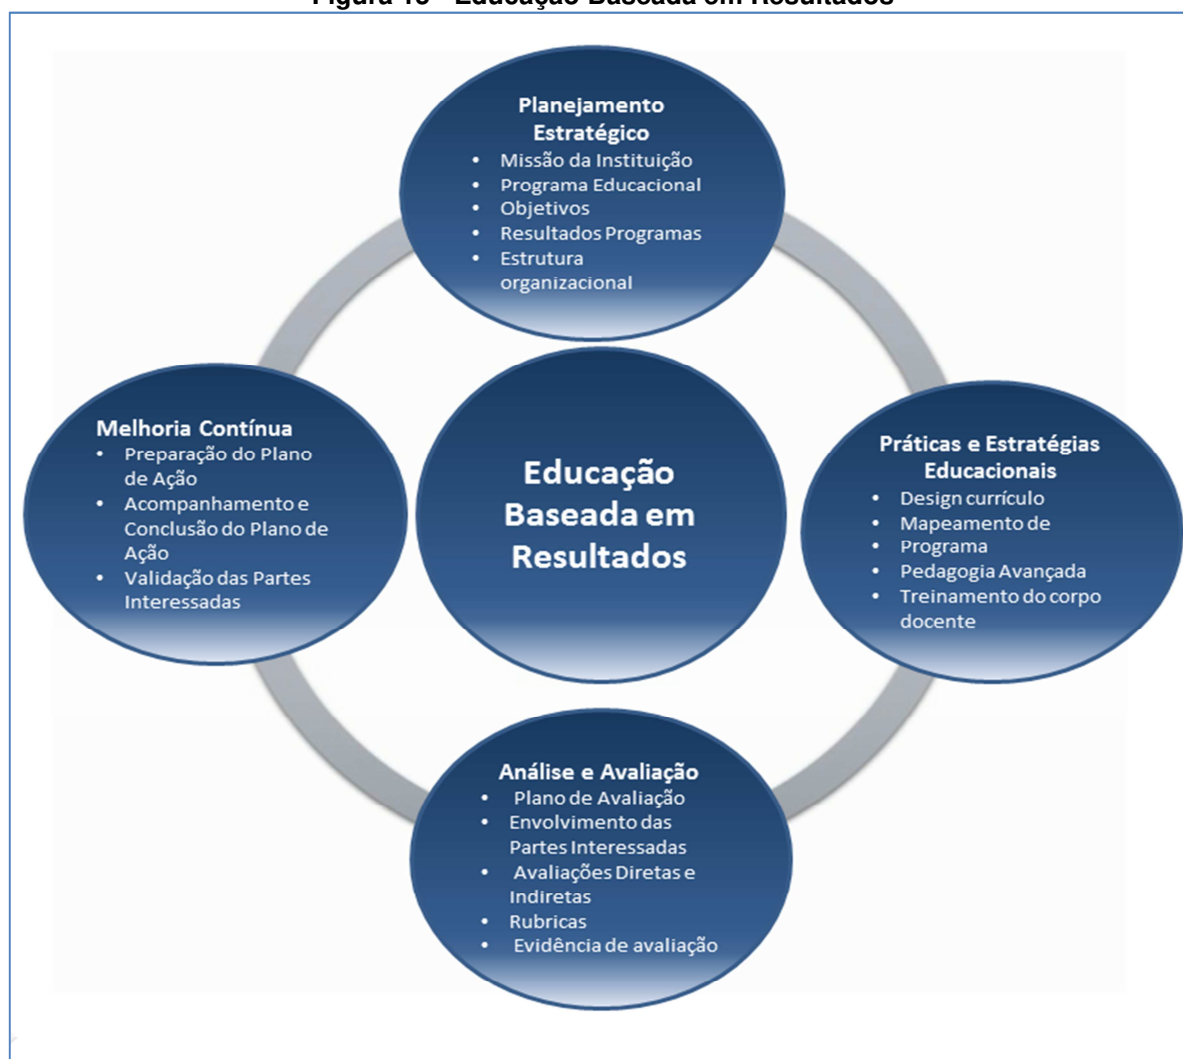 Planejamento
Estratégico
• Missão da Instituição
• Programa Educacional
• Objetivos
• Resultados Programas
• Estrutura
organizacional
Melhoria Contínua
• Preparação do Plano
de Ação
• Acompanhamento e
Conclusão do Plano de
Ação
• Validação das Partes
Interessadas
Educação
Baseada em
Resultados
Práticas e Estratégias
Educacionais
• Design currículo
• Mapeamento de
• Programa
• Pedagogia Avançada
• Treinamento do corpo
docente
Análise e Avaliação
• Plano de Avaliação
• Envolvimento das
Partes Interessadas
• Avaliações Diretas e
Indiretas
• Rubricas
• Evidência de avaliação